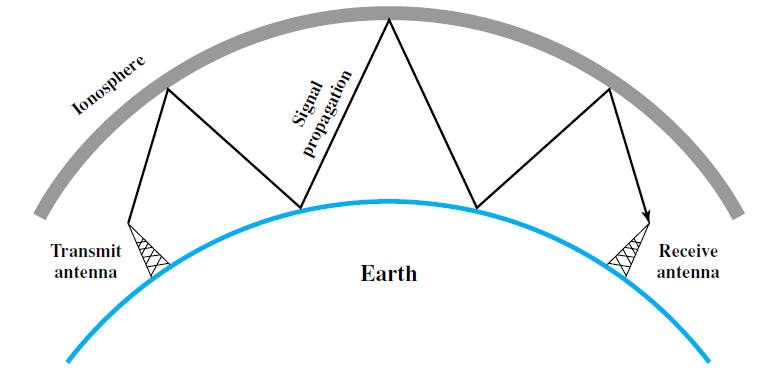 Ionosphere
Signal
propagation
Transmit
antenna
Earth
Receive
antenna